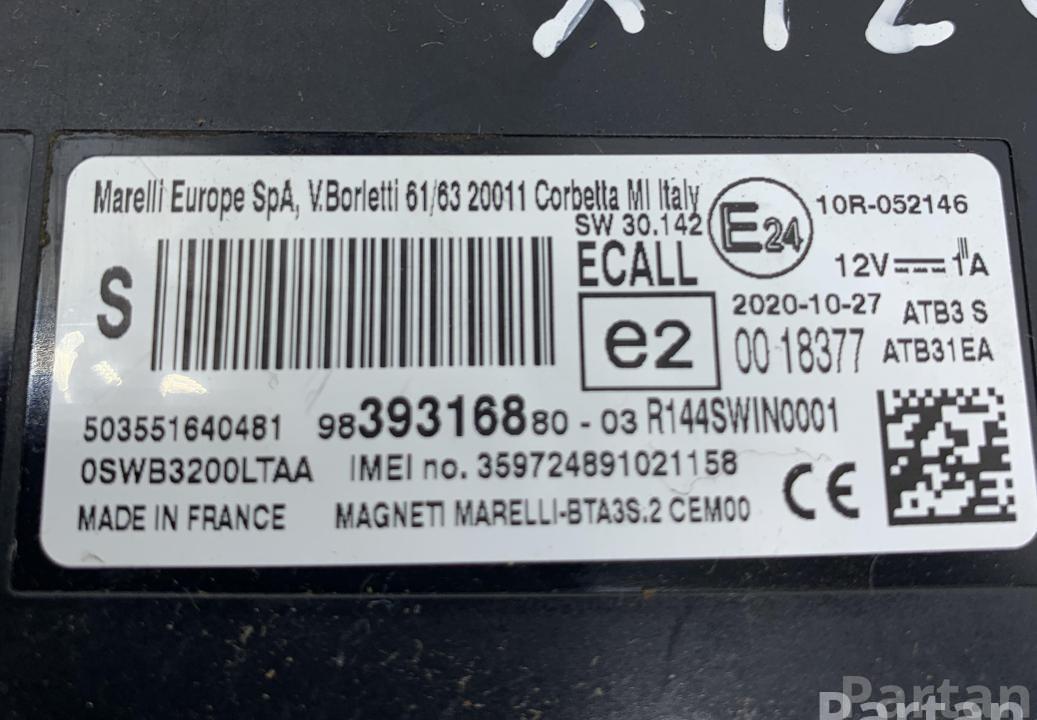 Marelli Europe SpA, V.Borletti 61/63 20011 Corbetta MI Italy
SW 30.142
E24
10R-052146
S
ECALL
12V 1A
e2
2020-10-27 ATB3 S
00 18377 ATB31EA
503551640481 9839316880 - 03 R144SWIN0001
0SWB3200LTAA IMEI no. 359724891021158
CE
MADE IN FRANCE MAGNETI MARELLI-BTA3S.2 CEM00
Partan
Partan